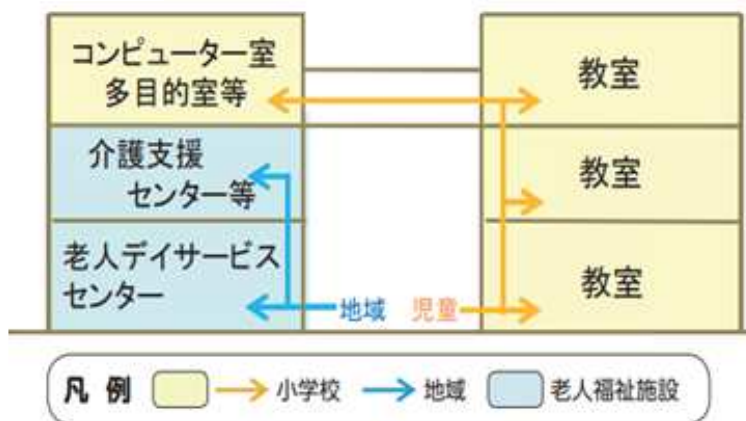 コンピューター室
多目的室等
教室
介護支援
センター等
教室
老人デイサービス
センター
教室
地域 児童
凡 例 小学校 地域 老人福祉施設